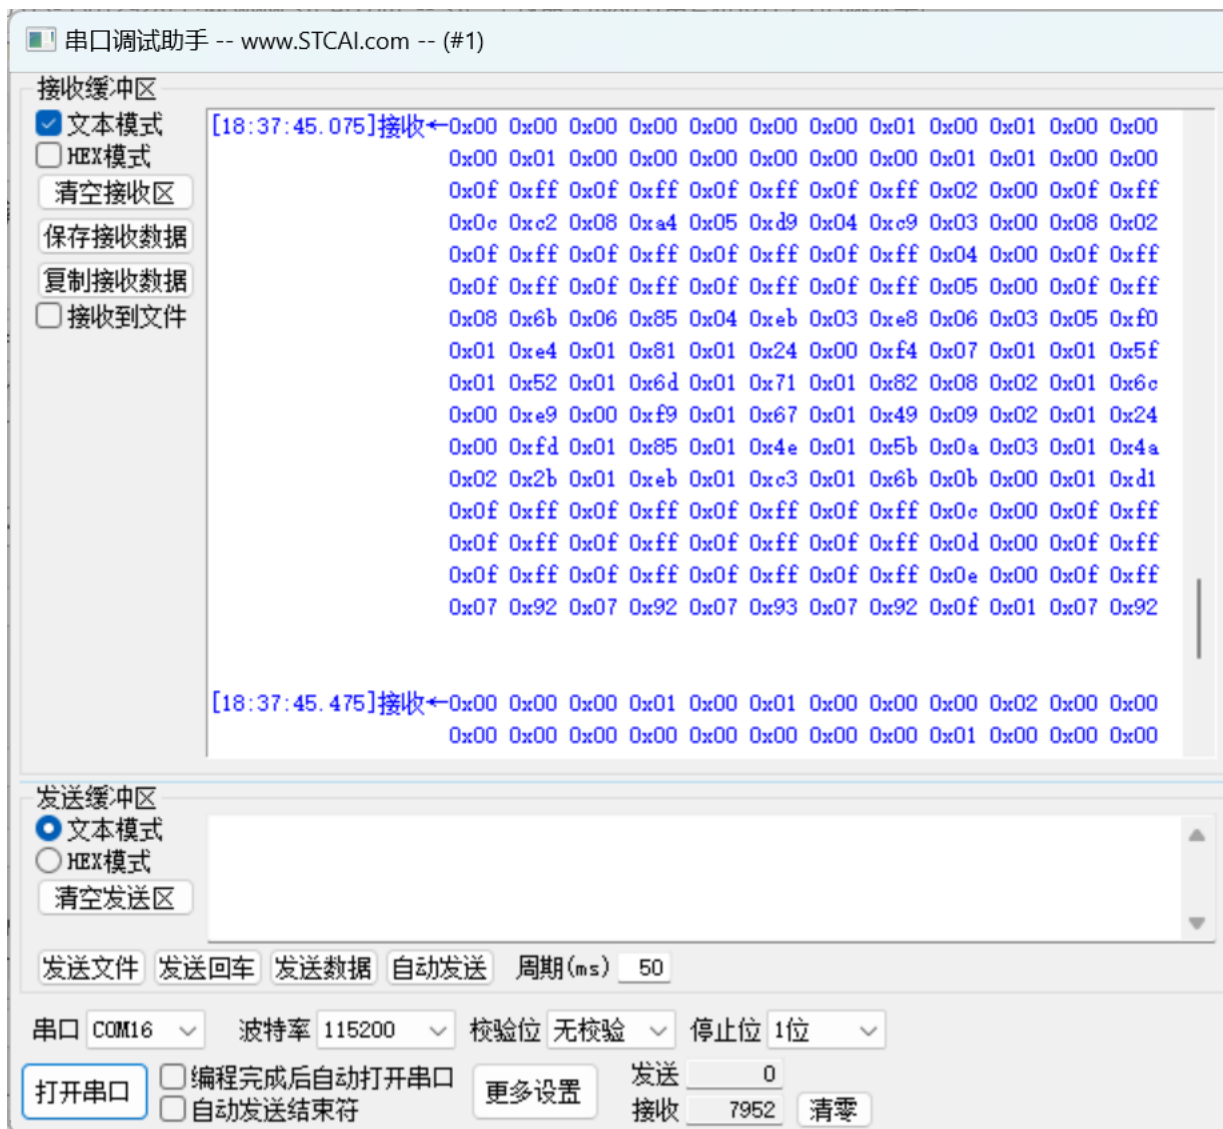 串口调试助手 -- www.STCAI.com -- (#1)
接收缓冲区
文本模式
HEX模式
清空接收区
保存接收数据
复制接收数据
接收到文件
[18:37:45.075]接收←0x00 0x00 0x00 0x00 0x00 0x00 0x00 0x01 0x00 0x01 0x00 0x00
0x00 0x01 0x00 0x00 0x00 0x00 0x00 0x00 0x01 0x01 0x00 0x00
0x0f 0xff 0x0f 0xff 0x0f 0xff 0x0f 0xff 0x02 0x00 0x0f 0xff
0x0c 0xc2 0x08 0xa4 0x05 0xd9 0x04 0xc9 0x03 0x00 0x08 0x02
0x0f 0xff 0x0f 0xff 0x0f 0xff 0x0f 0xff 0x04 0x00 0x0f 0xff
0x0f 0xff 0x0f 0xff 0x0f 0xff 0x0f 0xff 0x05 0x00 0x0f 0xff
0x08 0x6b 0x06 0x85 0x04 0xeb 0x03 0xe8 0x06 0x03 0x05 0xf0
0x01 0xe4 0x01 0x81 0x01 0x24 0x00 0xf4 0x07 0x01 0x01 0x5f
0x01 0x52 0x01 0x6d 0x01 0x71 0x01 0x82 0x08 0x02 0x01 0x6c
0x00 0xe9 0x00 0xf9 0x01 0x67 0x01 0x49 0x09 0x02 0x01 0x24
0x00 0xfd 0x01 0x85 0x01 0x4e 0x01 0x5b 0x0a 0x03 0x01 0x4a
0x02 0x2b 0x01 0xeb 0x01 0xc3 0x01 0x6b 0x0b 0x00 0x01 0xd1
0x0f 0xff 0x0f 0xff 0x0f 0xff 0x0f 0xff 0x0c 0x00 0x0f 0xff
0x0f 0xff 0x0f 0xff 0x0f 0xff 0x0f 0xff 0x0d 0x00 0x0f 0xff
0x0f 0xff 0x0f 0xff 0x0f 0xff 0x0f 0xff 0x0e 0x00 0x0f 0xff
0x07 0x92 0x07 0x92 0x07 0x93 0x07 0x92 0x0f 0x01 0x07 0x92
[18:37:45.475]接收←0x00 0x00 0x00 0x01 0x00 0x01 0x00 0x00 0x00 0x02 0x00 0x00
0x00 0x00 0x00 0x00 0x00 0x00 0x00 0x00 0x01 0x00 0x00 0x00
发送缓冲区
文本模式
HEX模式
清空发送区
发送文件 发送回车 发送数据 自动发送 周期(ms) 50
串口 COM16 波特率 115200 校验位 无校验 停止位 1位
打开串口 编程完成后自动打开串口 更多设置 发送 0
自动发送结束符 接收 7952 清零